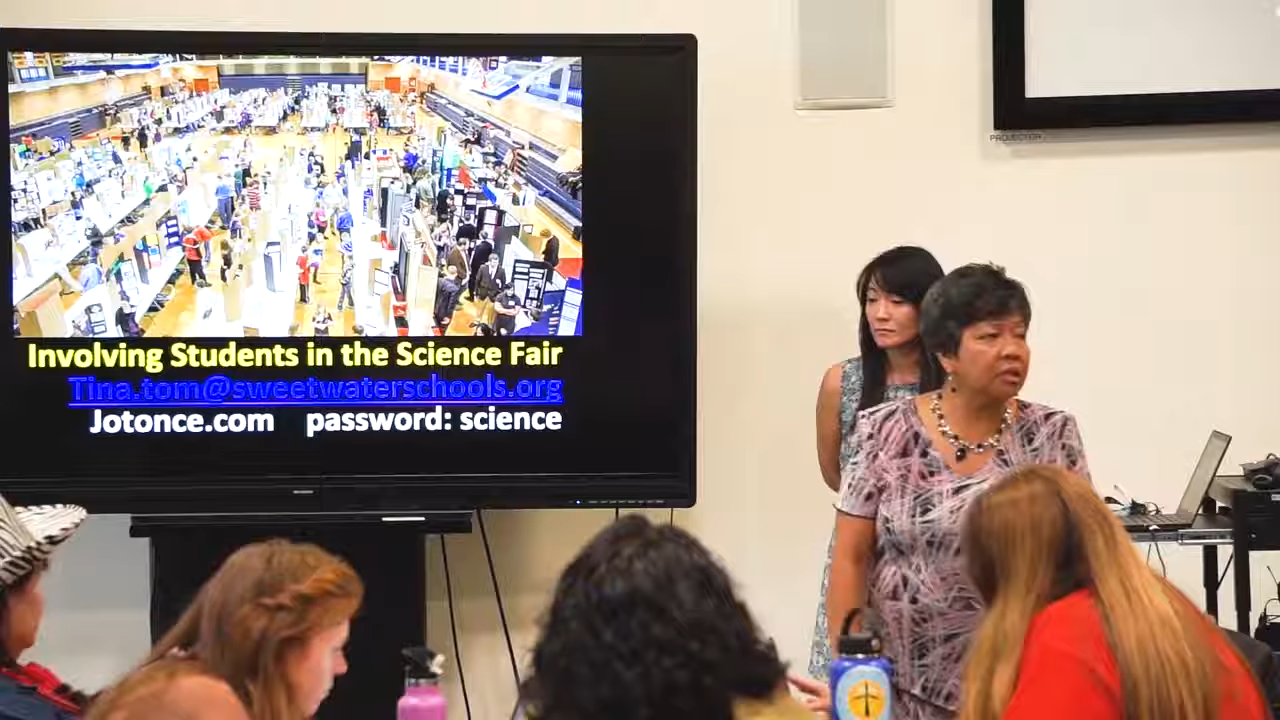 Involving Students in the Science Fair
Tina.tom@sweetwaterschools.org
Jotonce.com password: science
PROJECTOR